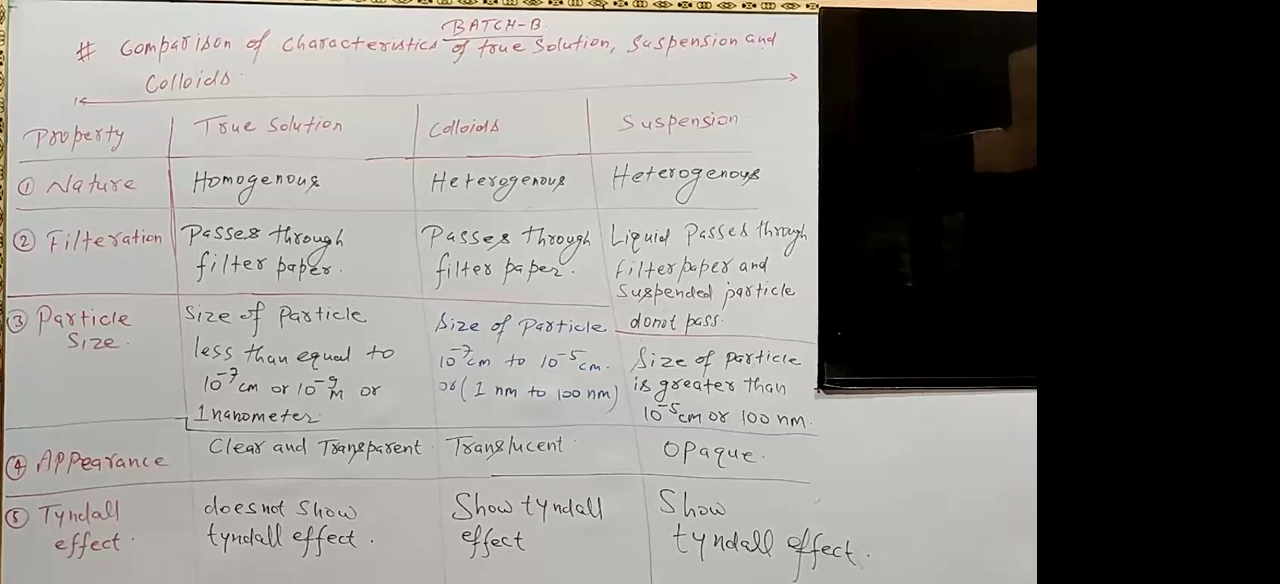 BATCH-B.
# Comparison of characteristics of true solution, suspension and
Colloids.
Property
True Solution
Colloids
Suspension
① Nature
Homogenous
Heterogenous
Heterogenous
② Filteration
Passes through
filter paper.
Passes through
filter paper.
Liquid Passes through
filter paper and
suspended particle
donot pass.
③ Particle
Size.
Size of Particle
less than equal to
10⁻⁷cm or 10⁻⁹m or
1 nanometer.
Size of Particle
10⁻⁷cm to 10⁻⁵cm.
or (1 nm to 100 nm)
Size of particle
is greater than
10⁻⁵cm or 100 nm.
④ Appearance
Clear and Transparent.
Translucent.
Opaque.
⑤ Tyndall
effect.
does not show
tyndall effect.
Show tyndall
effect
Show
tyndall effect.